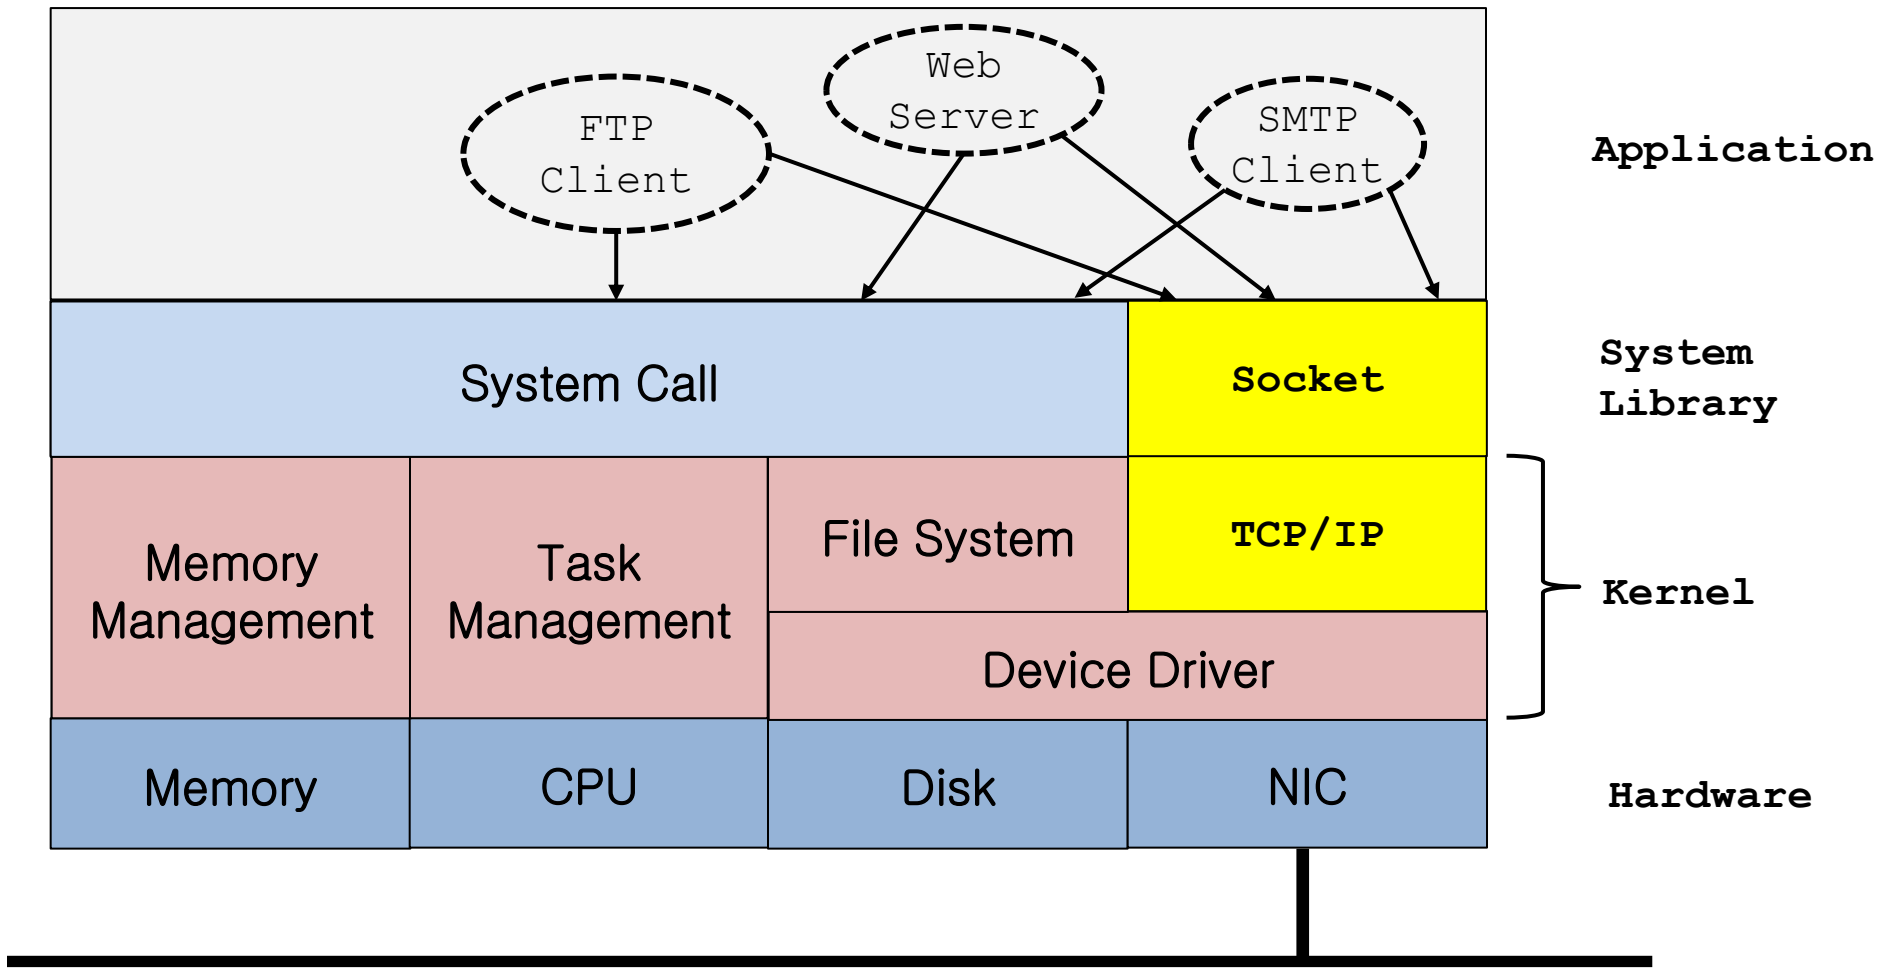 Web
Server
FTP
Client
SMTP
Client
Application
System Call
Socket
System
Library
Memory
Management
Task
Management
File System
TCP/IP
Device Driver
Kernel
Memory
CPU
Disk
NIC
Hardware